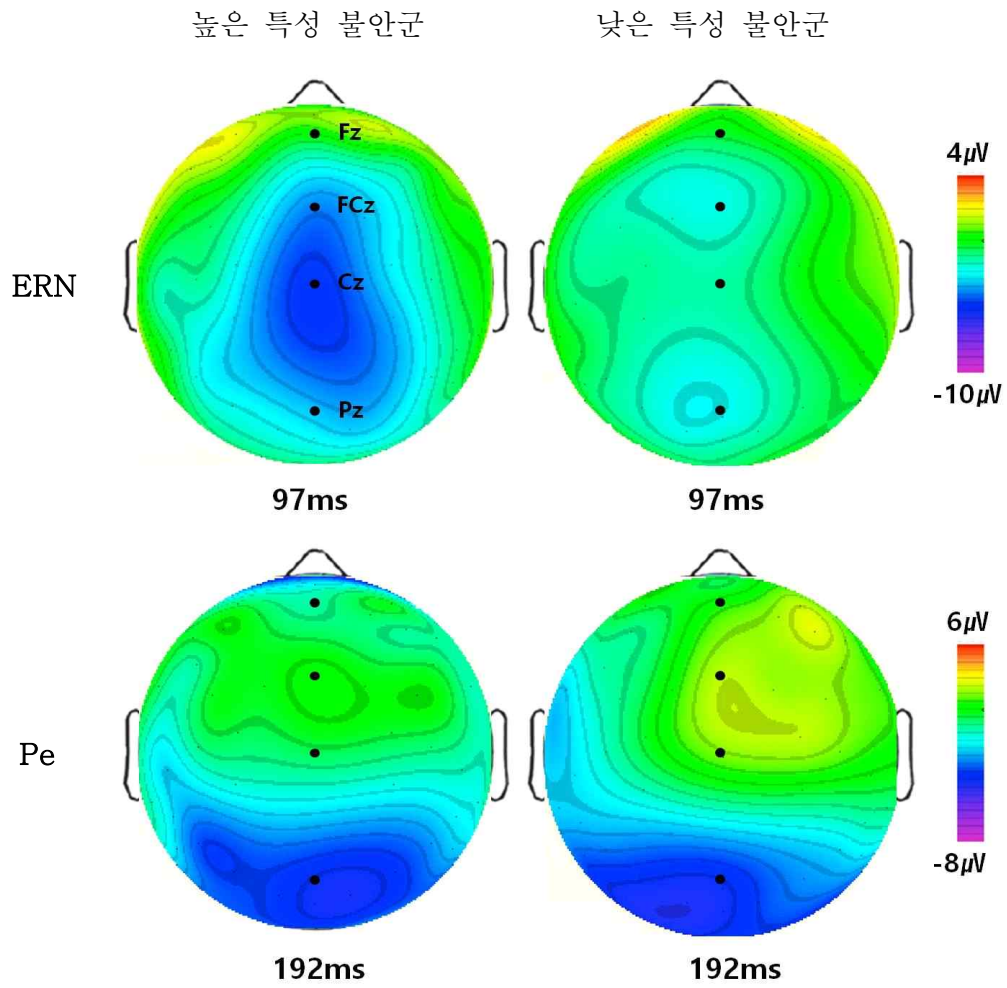 높은 특성 불안군
낮은 특성 불안군
ERN
Fz
FCz
Cz
Pz
4㎶
-10㎶
97ms
97ms
Pe
6㎶
-8㎶
192ms
192ms